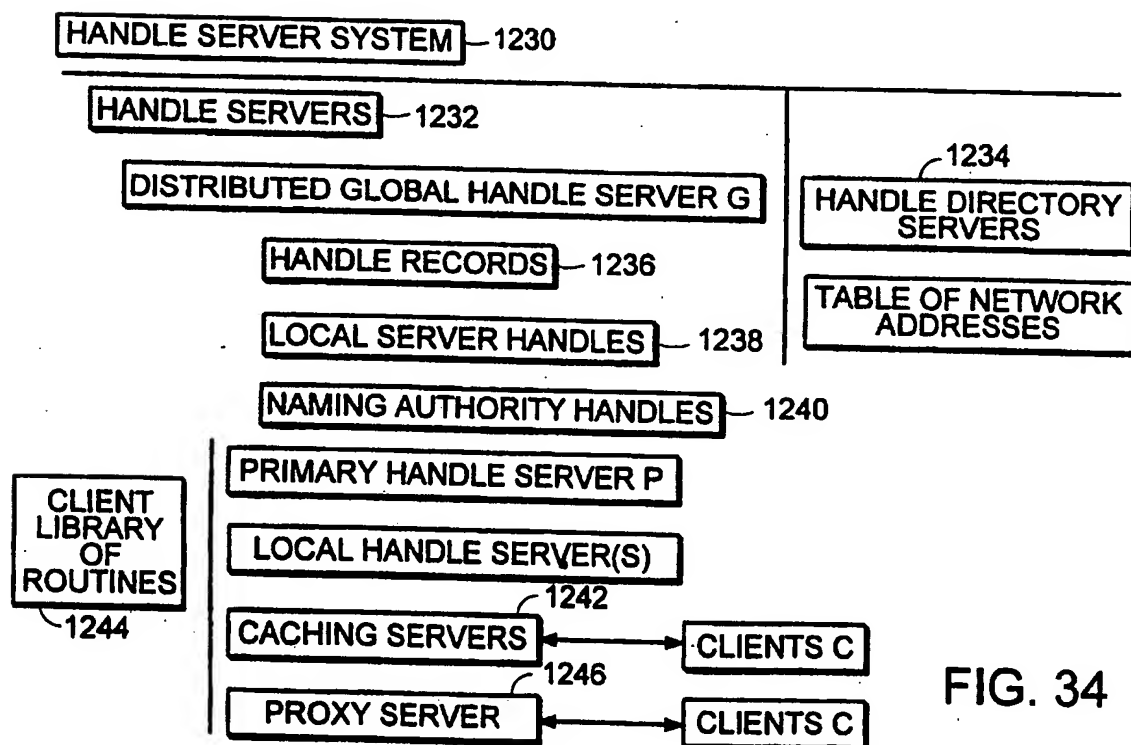 HANDLE SERVER SYSTEM 1230
HANDLE SERVERS 1232
DISTRIBUTED GLOBAL HANDLE SERVER G
1234
HANDLE DIRECTORY
SERVERS
HANDLE RECORDS 1236
TABLE OF NETWORK
ADDRESSES
LOCAL SERVER HANDLES 1238
NAMING AUTHORITY HANDLES 1240
PRIMARY HANDLE SERVER P
CLIENT
LIBRARY
OF
ROUTINES
1244
LOCAL HANDLE SERVER(S)
1242
CACHING SERVERS
CLIENTS C
1246
PROXY SERVER
CLIENTS C
FIG. 34